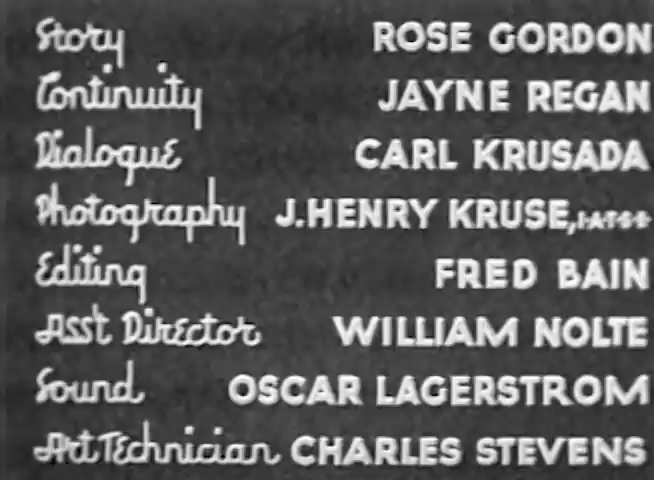 Story ROSE GORDON
Continuity JAYNE REGAN
Dialogue CARL KRUSADA
Photography J.HENRY KRUSE, I·A·T·S·E
Editing FRED BAIN
Asst Director WILLIAM NOLTE
Sound OSCAR LAGERSTROM
Art Technician CHARLES STEVENS